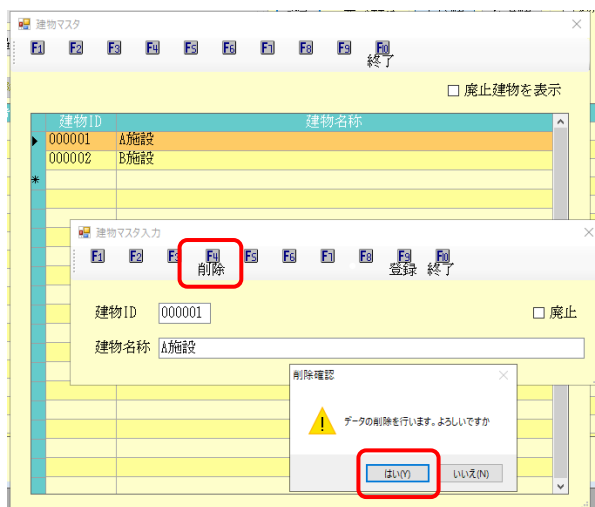 建物マスタ
F1 F2 F3 F4 F5 F6 F7 F8 F9 F10
終了
廃止建物を表示
建物ID 建物名称
000001 A施設
000002 B施設
*
建物マスタ入力
F1 F2 F3 F4 F5 F6 F7 F8 F9 F10
削除 登録 終了
建物ID 000001 廃止
建物名称 A施設
削除確認
データの削除を行います。よろしいですか
はい(Y) いいえ(N)